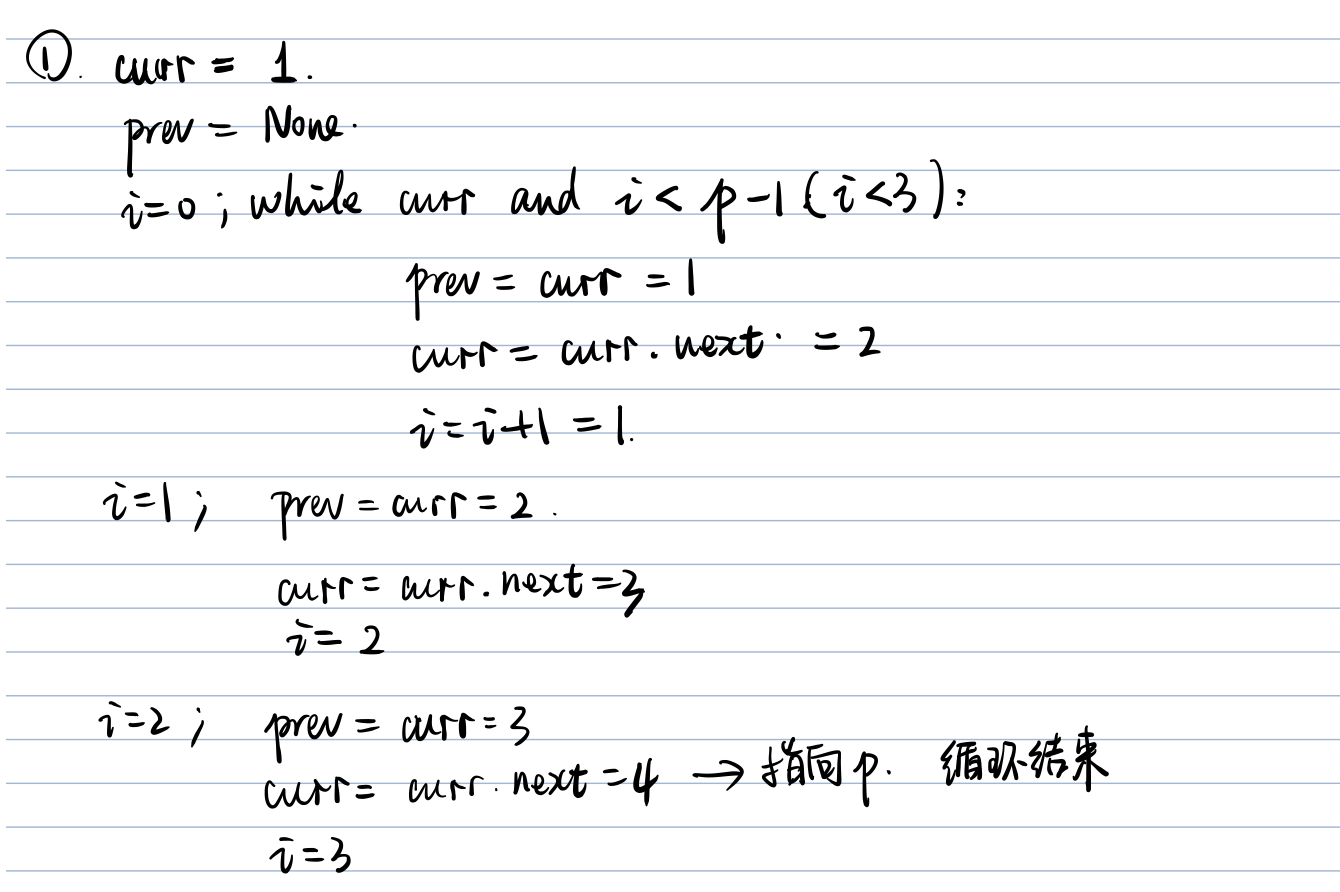 ①. curr = 1.
prev = None.
i=0 ; while curr and i < p-1 (i<3):
prev = curr = 1
curr = curr. next. = 2
i = i+1 = 1.
i=1 ; prev = curr = 2.
curr = curr. next = 3
i = 2
i=2 ; prev = curr = 3
curr = curr. next = 4 → 指向p. 循环结束
i = 3